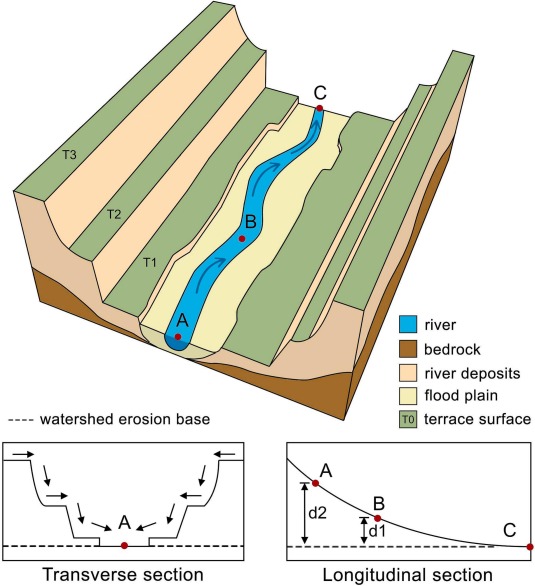 C
T3
T2
B
T1
A
river
bedrock
river deposits
flood plain
T0 terrace surface
watershed erosion base
A
Transverse section
A
B
d2
d1
C
Longitudinal section